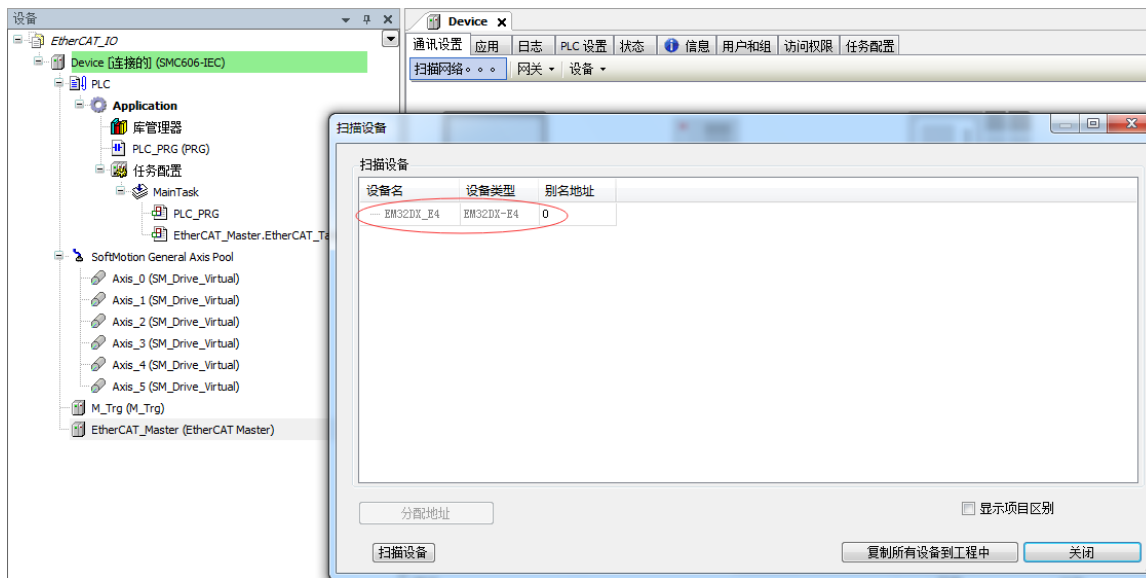 设备
EtherCAT_IO
Device [连接的] (SMC606-IEC)
PLC
Application
库管理器
PLC_PRG (PRG)
任务配置
MainTask
PLC_PRG
EtherCAT_Master.EtherCAT_Ta
SoftMotion General Axis Pool
Axis_0 (SM_Drive_Virtual)
Axis_1 (SM_Drive_Virtual)
Axis_2 (SM_Drive_Virtual)
Axis_3 (SM_Drive_Virtual)
Axis_4 (SM_Drive_Virtual)
Axis_5 (SM_Drive_Virtual)
M_Trg (M_Trg)
EtherCAT_Master (EtherCAT Master)
Device
通讯设置 应用 日志 PLC 设置 状态 信息 用户和组 访问权限 任务配置
扫描网络。。。 网关 设备
扫描设备
扫描设备
设备名 设备类型 别名地址
EM32DX_E4 EM32DX-E4 0
分配地址
显示项目区别
扫描设备 复制所有设备到工程中 关闭